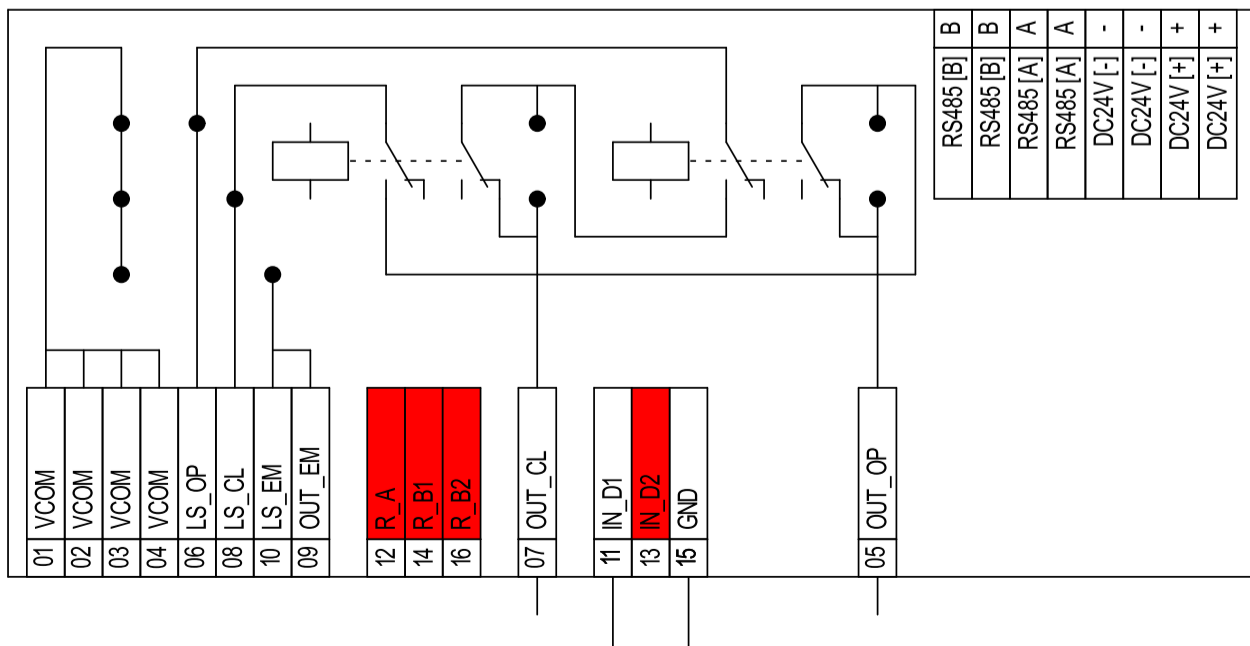 B
B
A
A
-
-
+
+
RS485 [B]
RS485 [B]
RS485 [A]
RS485 [A]
DC24V [-]
DC24V [-]
DC24V [+]
DC24V [+]
01 VCOM
02 VCOM
03 VCOM
04 VCOM
06 LS_OP
08 LS_CL
10 LS_EM
09 OUT_EM
12 R_A
14 R_B1
16 R_B2
07 OUT_CL
11 IN_D1
13 IN_D2
15 GND
05 OUT_OP